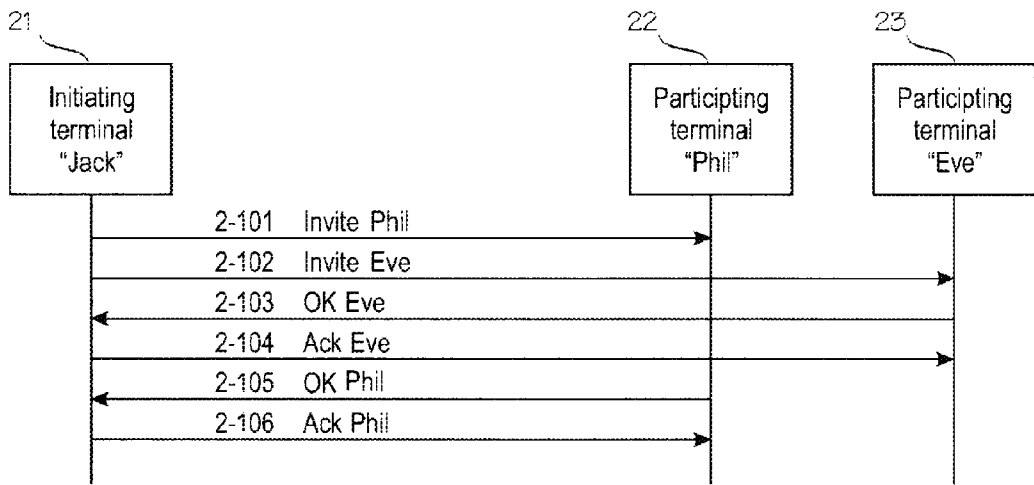 21
22
23
Initiating
terminal
"Jack"
Participting
terminal
"Phil"
Participting
terminal
"Eve"
2-101 Invite Phil
2-102 Invite Eve
2-103 OK Eve
2-104 Ack Eve
2-105 OK Phil
2-106 Ack Phil